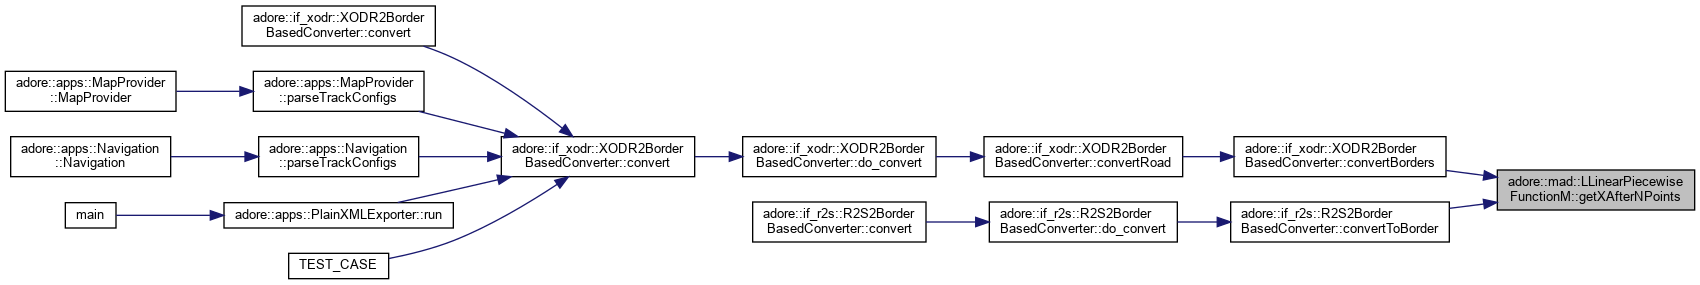 adore::if_xodr::XODR2Border
BasedConverter::convert
adore::apps::MapProvider
::MapProvider
adore::apps::MapProvider
::parseTrackConfigs
adore::apps::Navigation
::Navigation
adore::apps::Navigation
::parseTrackConfigs
adore::if_xodr::XODR2Border
BasedConverter::convert
adore::if_xodr::XODR2Border
BasedConverter::do_convert
adore::if_xodr::XODR2Border
BasedConverter::convertRoad
adore::if_xodr::XODR2Border
BasedConverter::convertBorders
adore::mad::LLinearPiecewise
FunctionM::getXAfterNPoints
main
adore::apps::PlainXMLExporter::run
adore::if_r2s::R2S2Border
BasedConverter::convert
adore::if_r2s::R2S2Border
BasedConverter::do_convert
adore::if_r2s::R2S2Border
BasedConverter::convertToBorder
TEST_CASE